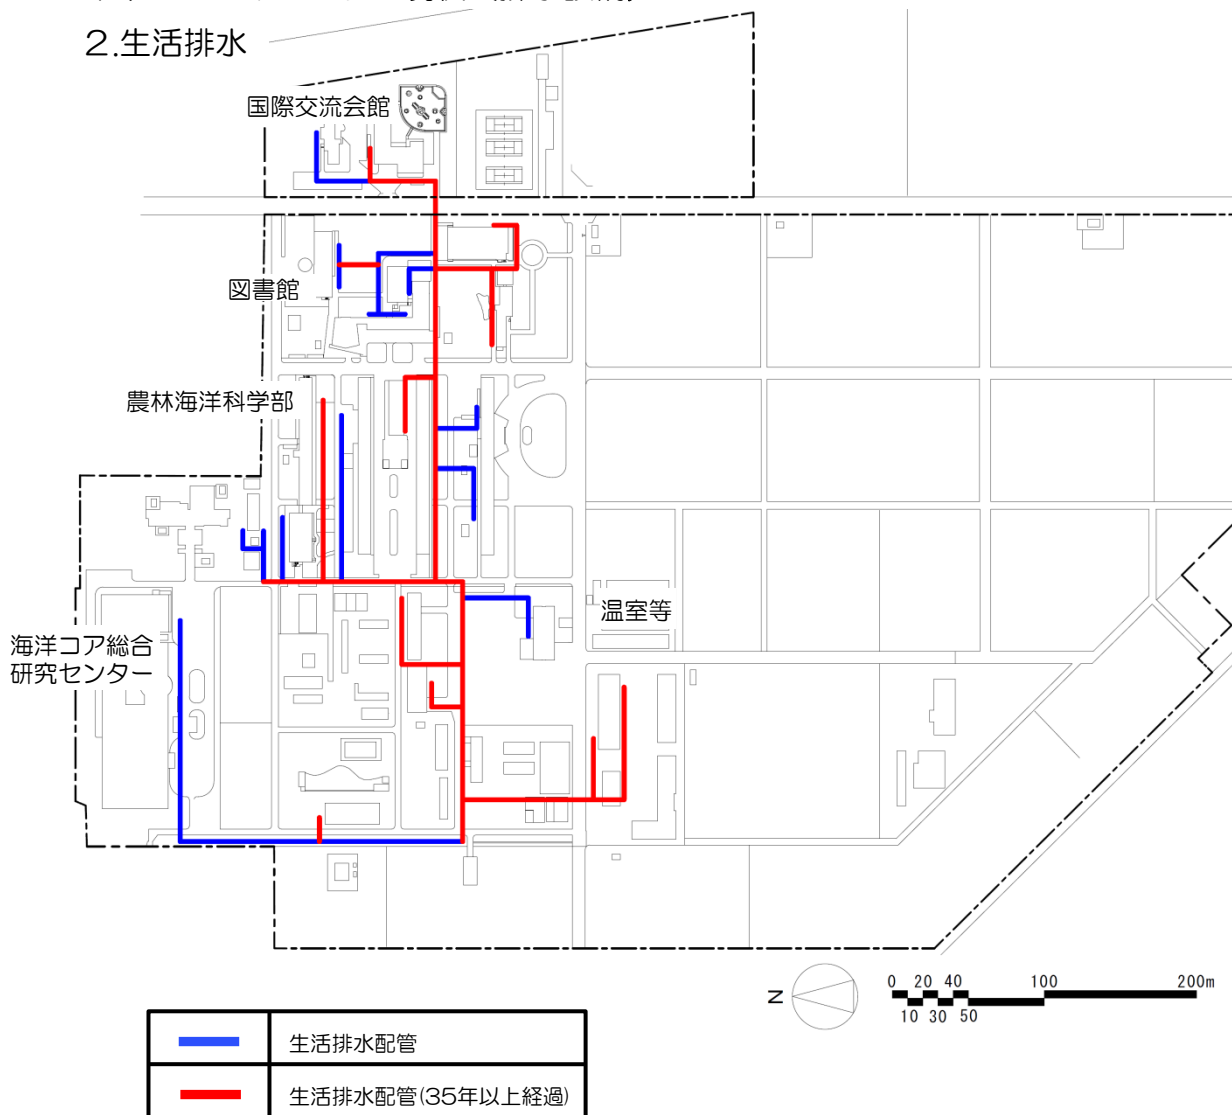 2.生活排水
国際交流会館
図書館
農林海洋科学部
温室等
海洋コア総合
研究センター
N
0 20 40 100 200m
10 30 50
生活排水配管
生活排水配管(35年以上経過)